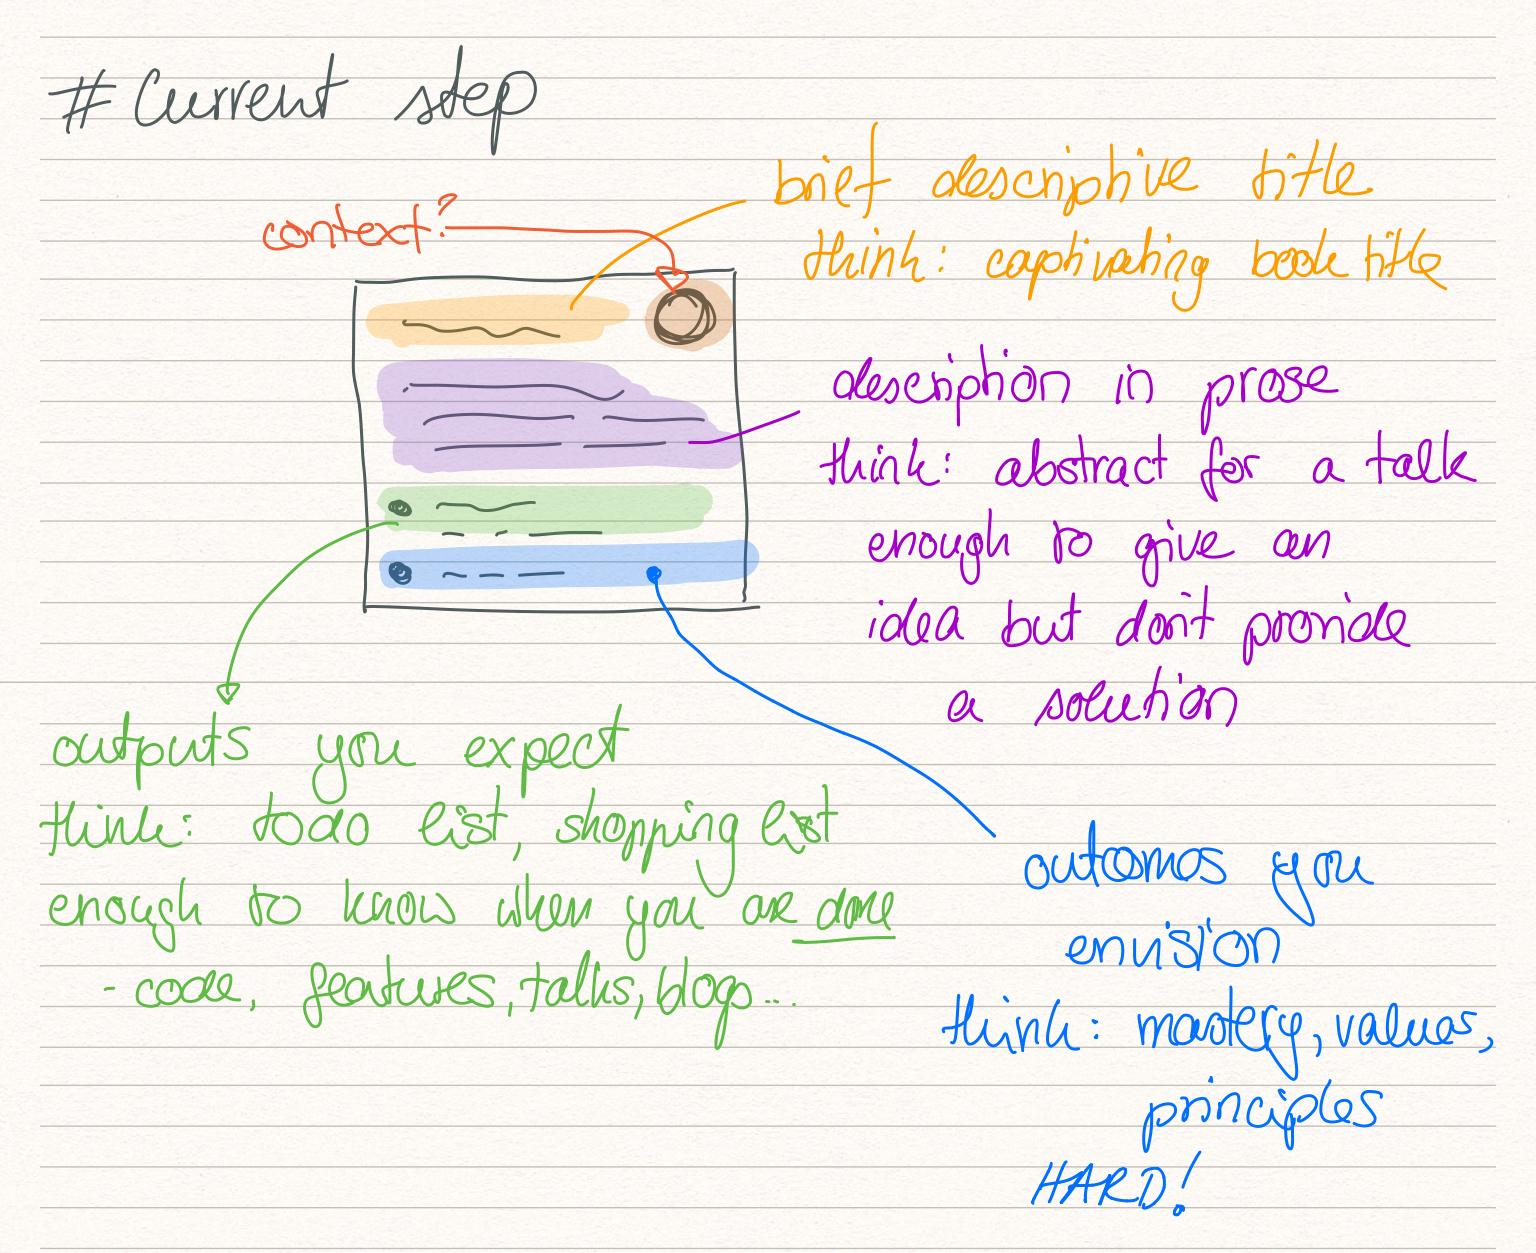 # Current step
context?
brief descriptive title
think: captivating book title
description in prose
think: abstract for a talk
enough to give an
idea but don't provide
a solution
outputs you expect
think: todo list, shopping list
enough to know when you are done
- code, features, talks, blogs...
outcomes you
envision
think: mastery, values,
principles
HARD!